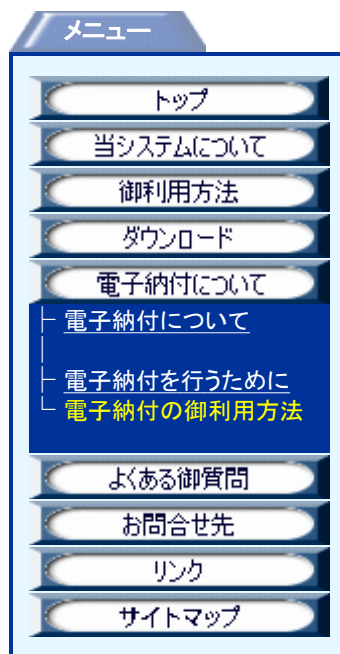 メニュー
トップ
当システムについて
御利用方法
ダウンロード
電子納付について
電子納付について
電子納付を行うために
電子納付の御利用方法
よくある御質問
お問合せ先
リンク
サイトマップ